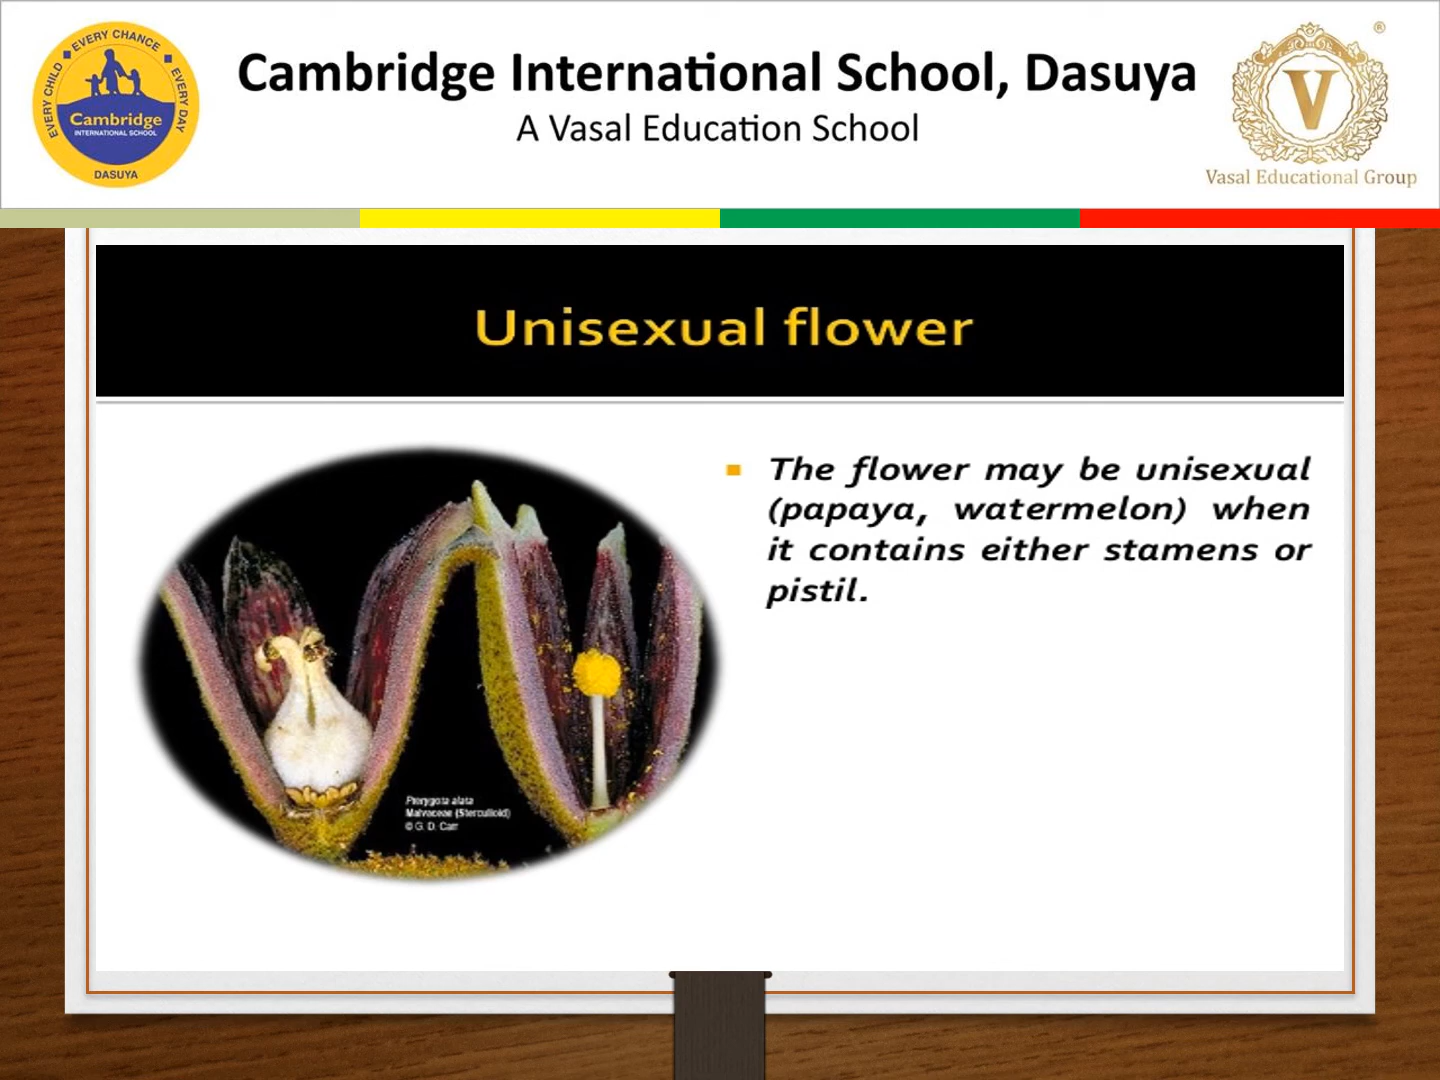 EVERY CHILD ▪ EVERY CHANCE ▪ EVERY DAY
Cambridge
INTERNATIONAL SCHOOL
DASUYA
Cambridge International School, Dasuya
A Vasal Education School
®
V
Vasal Educational Group
Unisexual flower
▪ The flower may be unisexual
(papaya, watermelon) when
it contains either stamens or
pistil.
Pterygota alata
Malvaceae (Sterculioid)
© G. D. Carr